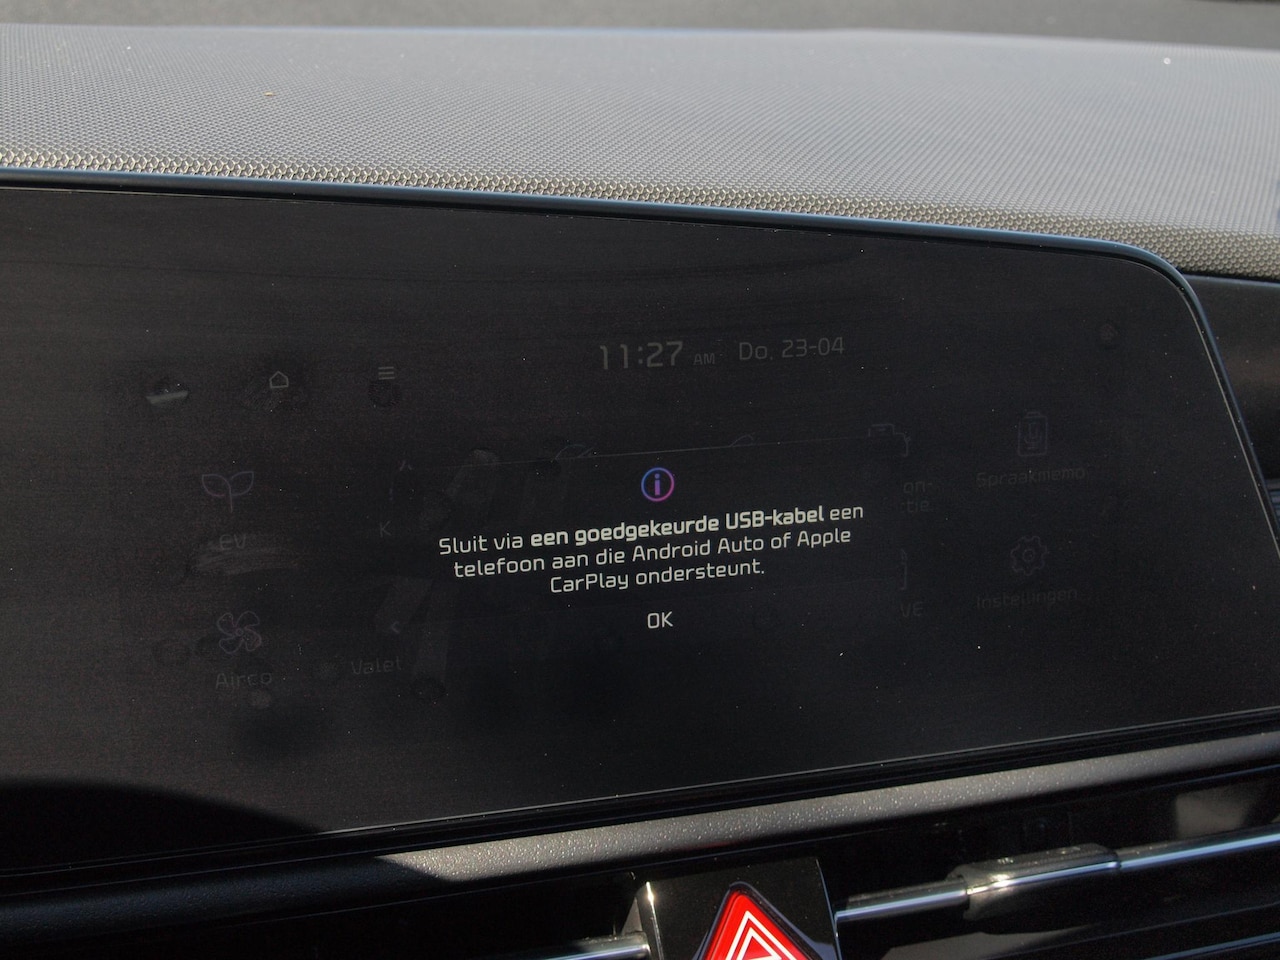 11:27 AM Do. 23-04
Spraakmemo
EV
Sluit via een goedgekeurde USB-kabel een
telefoon aan die Android Auto of Apple
CarPlay ondersteunt.
OK
Instellingen
Airco
Valet